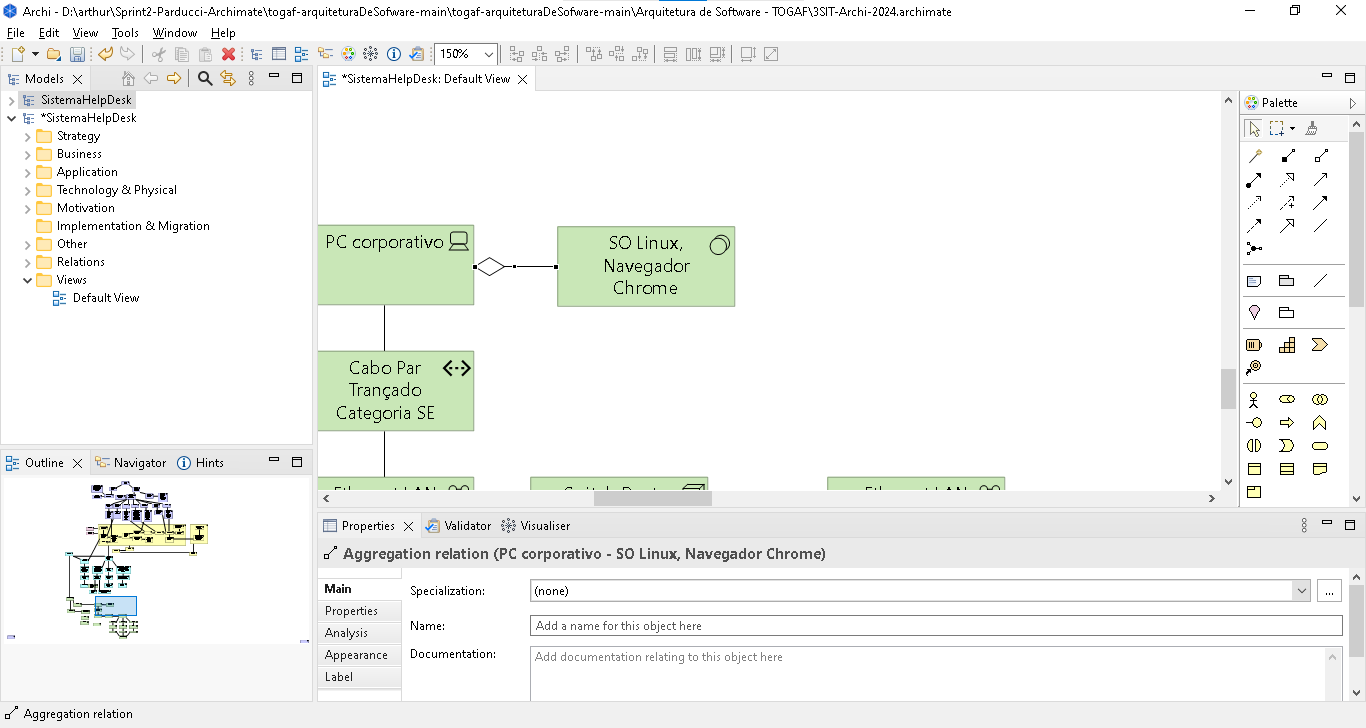 Archi - D:\arthur\Sprint2-Parducci-Archimate\togaf-arquiteturaDeSofware-main\togaf-arquiteturaDeSofware-main\Arquitetura de Software - TOGAF\3SIT-Archi-2024.archimate
File Edit View Tools Window Help
150%
Models
*SistemaHelpDesk: Default View
SistemaHelpDesk
*SistemaHelpDesk
Strategy
Business
Application
Technology & Physical
Motivation
Implementation & Migration
Other
Relations
Views
Default View
Palette
PC corporativo
SO Linux,
Navegador
Chrome
Cabo Par
Trançado
Categoria SE
Outline Navigator Hints
Properties Validator Visualiser
Aggregation relation (PC corporativo - SO Linux, Navegador Chrome)
Main
Properties
Analysis
Appearance
Label
Specialization: (none) ...
Name: Add a name for this object here
Documentation: Add documentation relating to this object here
Aggregation relation